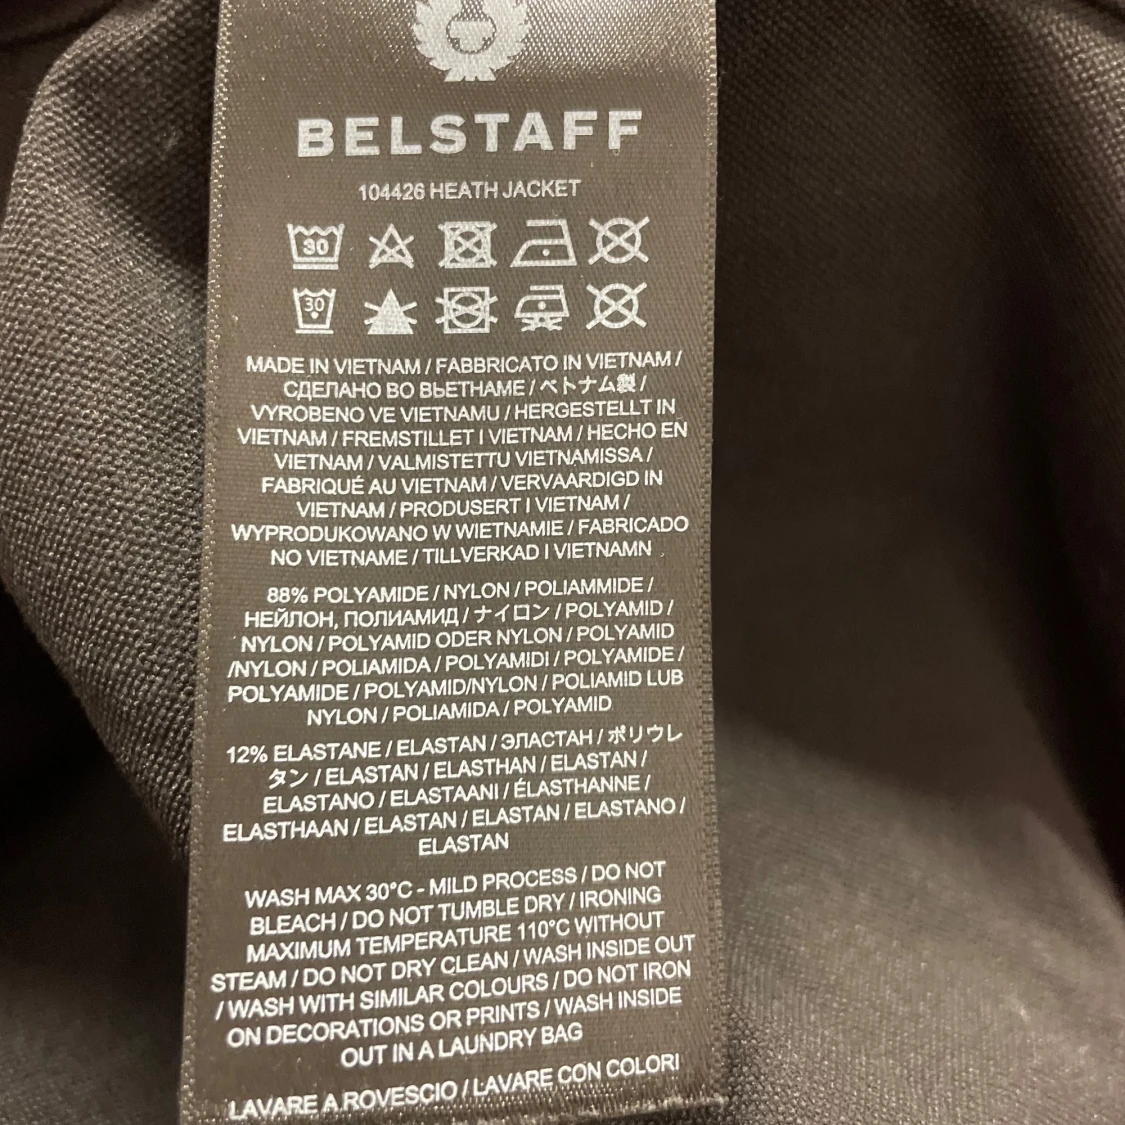 BELSTAFF
104426 HEATH JACKET
30
30
MADE IN VIETNAM / FABBRICATO IN VIETNAM /
СДЕЛАНО ВО ВЬЕТНАМЕ / ベトナム製 /
VYROBENO VE VIETNAMU / HERGESTELLT IN
VIETNAM / FREMSTILLET I VIETNAM / HECHO EN
VIETNAM / VALMISTETTU VIETNAMISSA /
FABRIQUÉ AU VIETNAM / VERVAARDIGD IN
VIETNAM / PRODUSERT I VIETNAM /
WYPRODUKOWANO W WIETNAMIE / FABRICADO
NO VIETNAME / TILLVERKAD I VIETNAMN
88% POLYAMIDE / NYLON / POLIAMMIDE /
НЕЙЛОН, ПОЛИАМИД / ナイロン / POLYAMID /
NYLON / POLYAMID ODER NYLON / POLYAMID
/NYLON / POLIAMIDA / POLYAMIDI / POLYAMIDE /
POLYAMIDE / POLYAMID/NYLON / POLIAMID LUB
NYLON / POLIAMIDA / POLYAMID
12% ELASTANE / ELASTAN / ЭЛАСТАН / ポリウレ
タン / ELASTAN / ELASTHAN / ELASTAN /
ELASTANO / ELASTAANI / ÉLASTHANNE /
ELASTHAAN / ELASTAN / ELASTAN / ELASTANO /
ELASTAN
WASH MAX 30°C - MILD PROCESS / DO NOT
BLEACH / DO NOT TUMBLE DRY / IRONING
MAXIMUM TEMPERATURE 110°C WITHOUT
STEAM / DO NOT DRY CLEAN / WASH INSIDE OUT
/ WASH WITH SIMILAR COLOURS / DO NOT IRON
ON DECORATIONS OR PRINTS / WASH INSIDE
OUT IN A LAUNDRY BAG
LAVARE A ROVESCIO / LAVARE CON COLORI